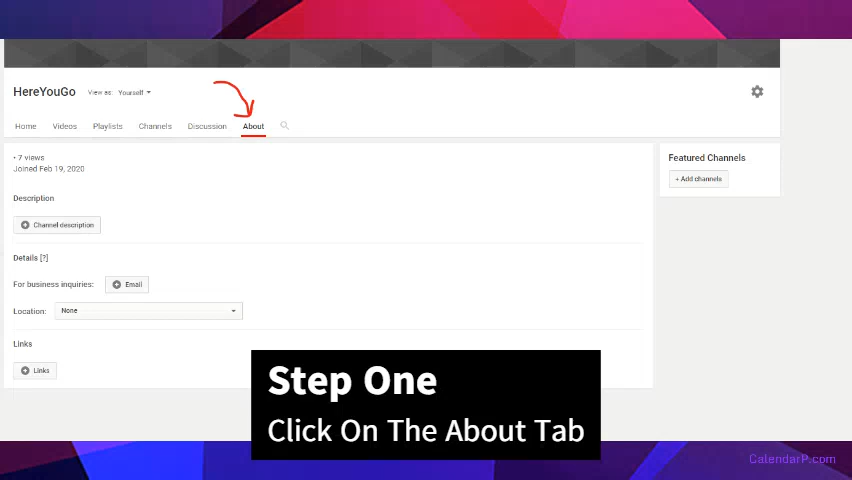 HereYouGo View as: Yourself
Home Videos Playlists Channels Discussion About
• 7 views
Joined Feb 19, 2020
Description
Channel description
Details [?]
For business inquiries: Email
Location: None
Links
Links
Featured Channels
+ Add channels
Step One
Click On The About Tab
CalendarP.com